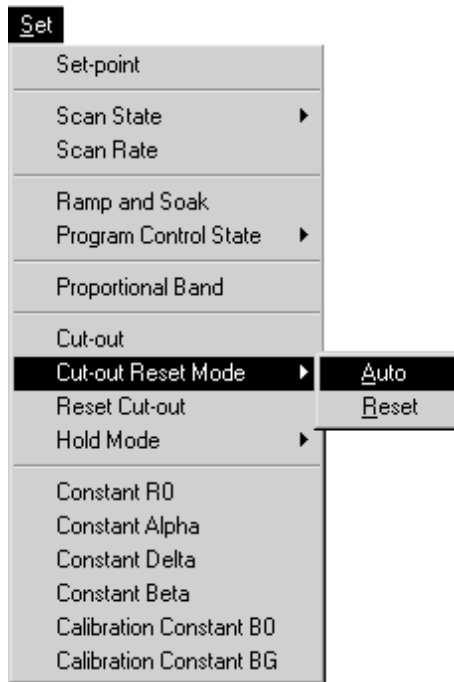 Set
Set-point
Scan State
Scan Rate
Ramp and Soak
Program Control State
Proportional Band
Cut-out
Cut-out Reset Mode
Auto
Reset Cut-out
Reset
Hold Mode
Constant R0
Constant Alpha
Constant Delta
Constant Beta
Calibration Constant B0
Calibration Constant BG